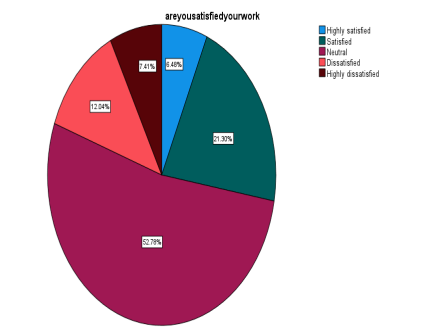 areyousatisfiedyourwork
Highly satisfied
Satisfied
Neutral
Dissatisfied
Highly dissatisfied
7.41%
6.48%
12.04%
21.30%
52.78%